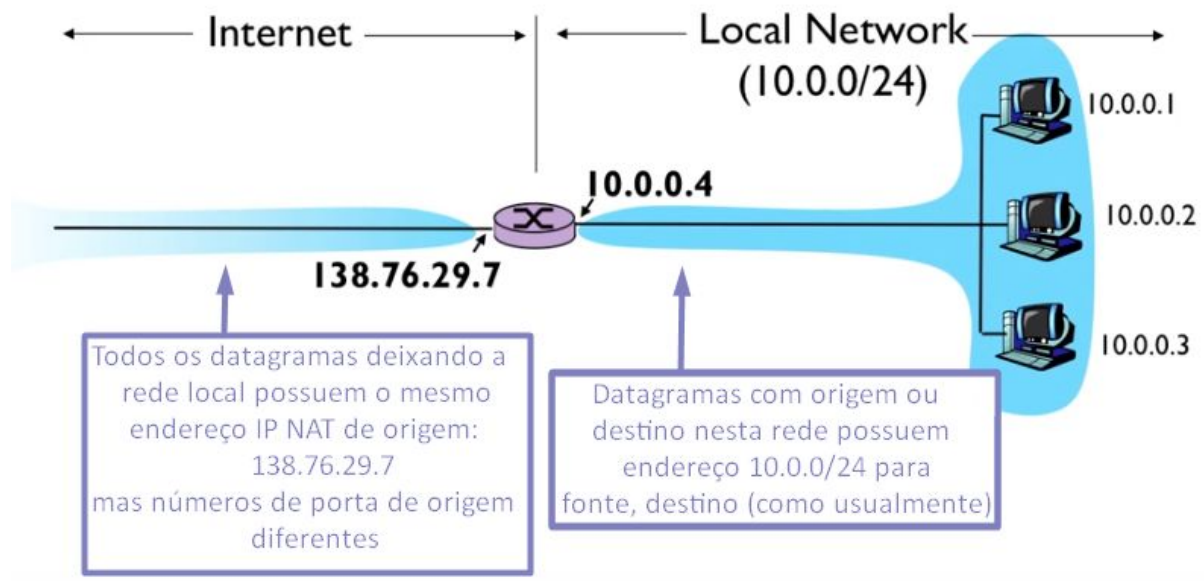 Internet
Local Network
(10.0.0/24)
10.0.0.1
10.0.0.4
10.0.0.2
138.76.29.7
10.0.0.3
Todos os datagramas deixando a
rede local possuem o mesmo
endereço IP NAT de origem:
138.76.29.7
mas números de porta de origem
diferentes
Datagramas com origem ou
destino nesta rede possuem
endereço 10.0.0/24 para
fonte, destino (como usualmente)